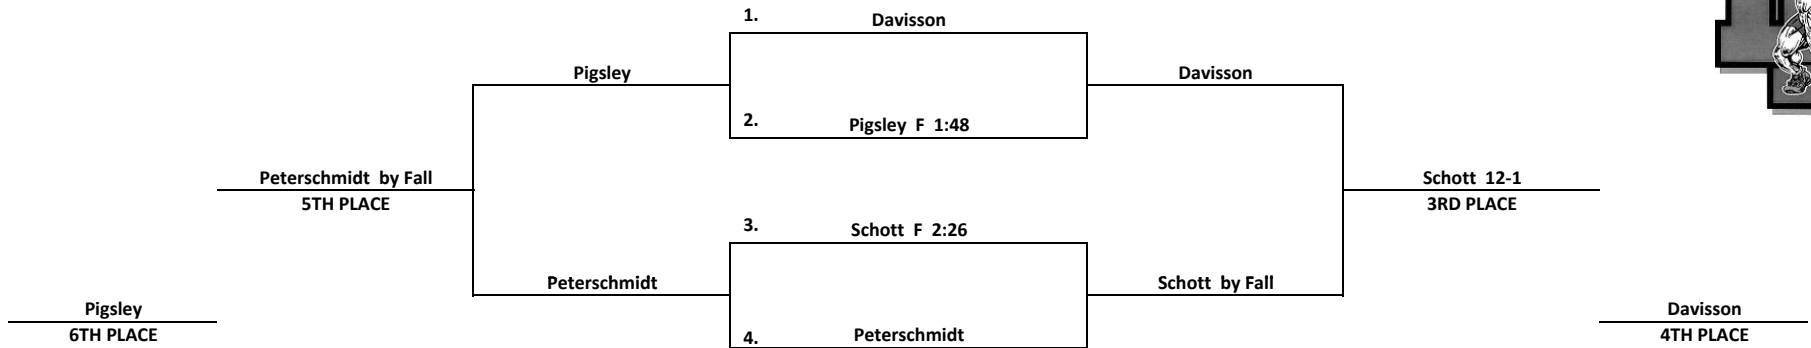 1.
Davisson
Pigsley
Davisson
2.
Pigsley F 1:48
Peterschmidt by Fall
5TH PLACE
Schott 12-1
3RD PLACE
3.
Schott F 2:26
Peterschmidt
Schott by Fall
Pigsley
6TH PLACE
4.
Peterschmidt
Davisson
4TH PLACE